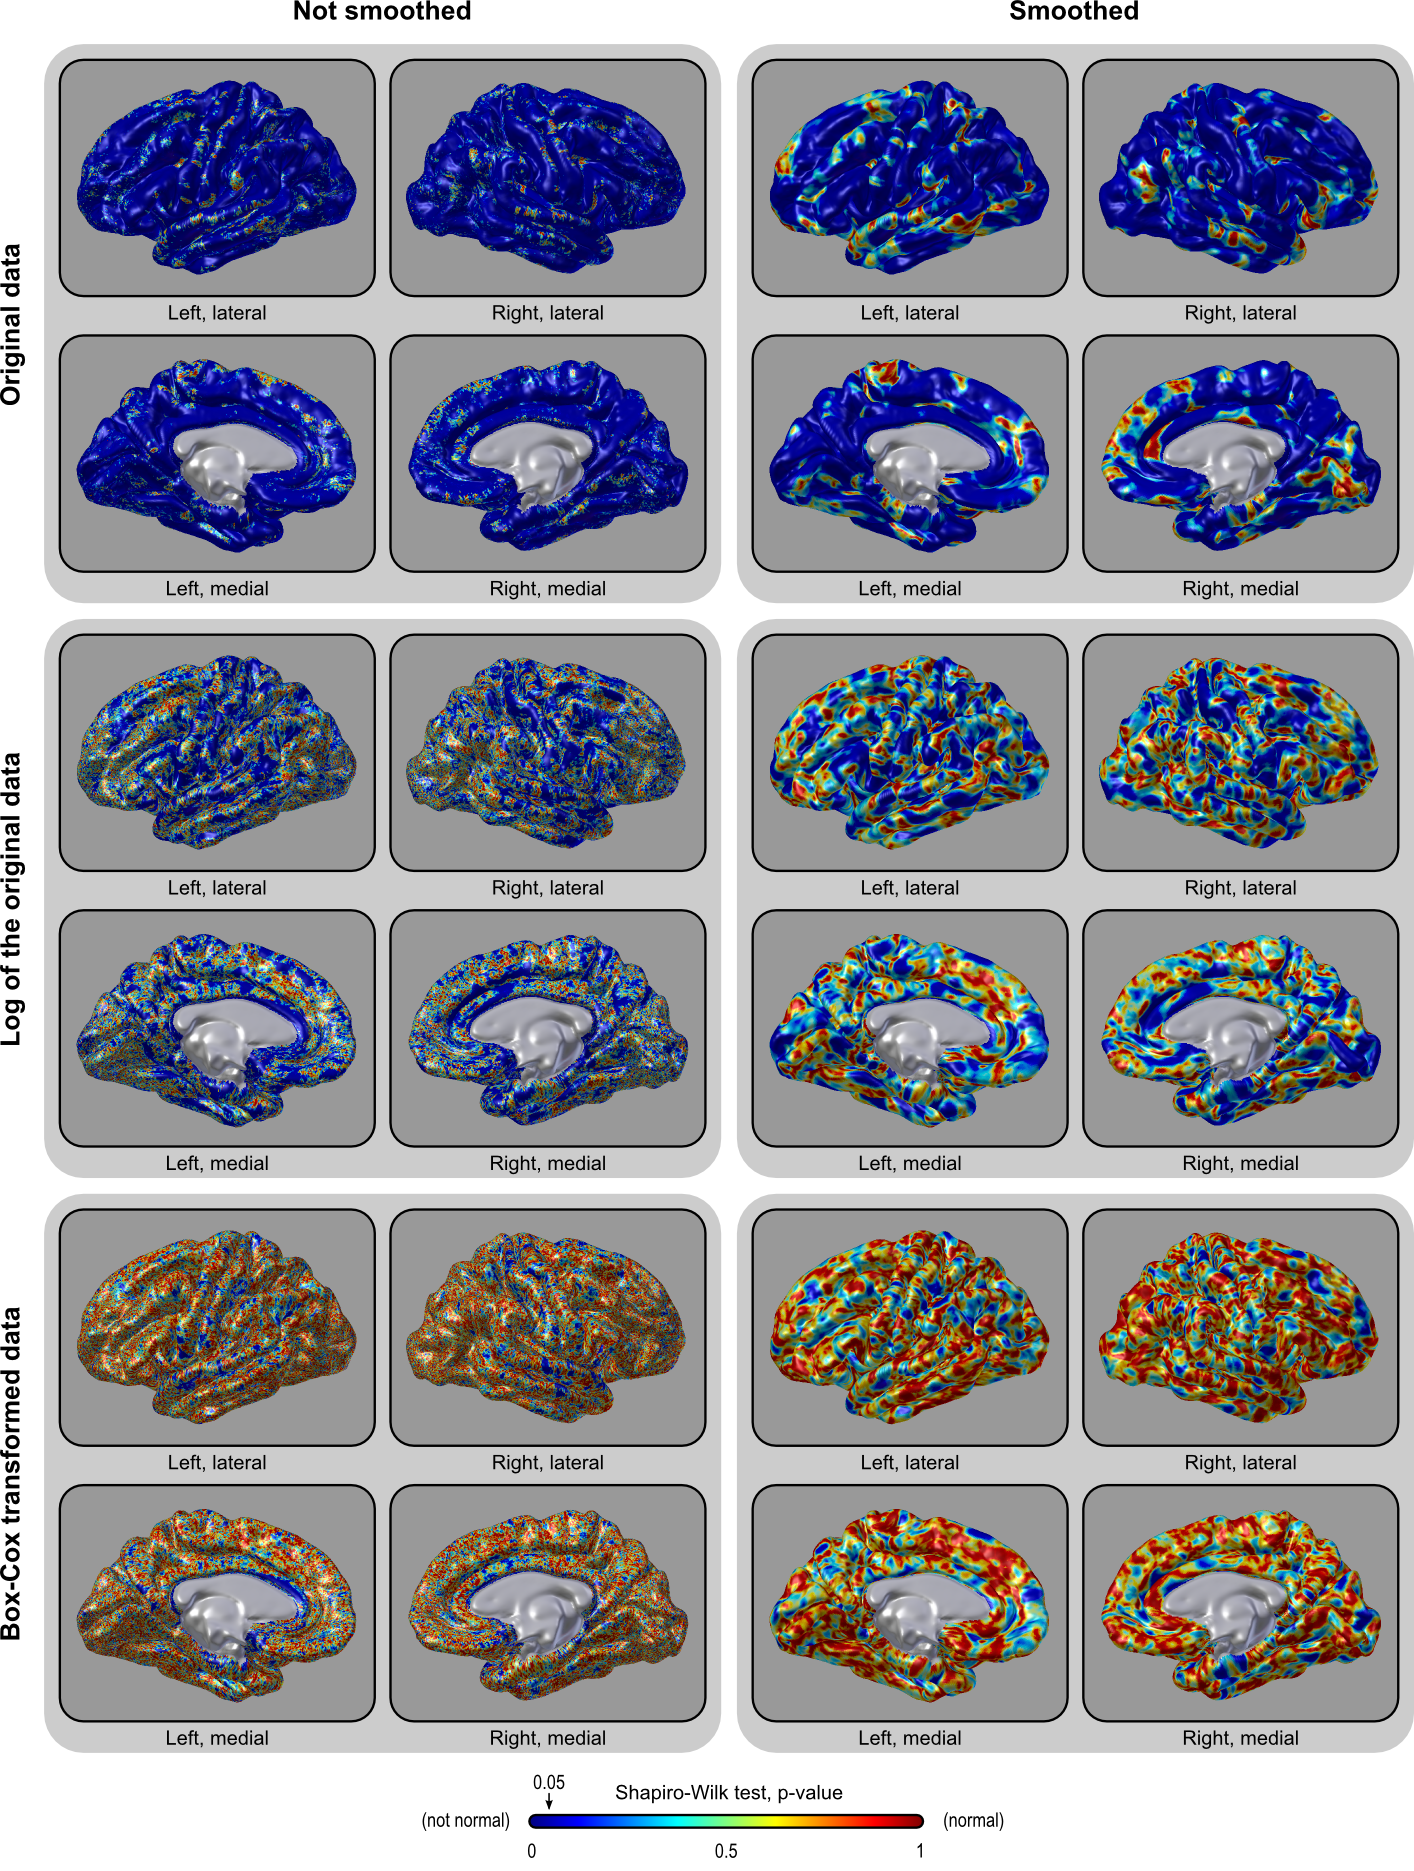 Not smoothed
Smoothed
Original data
Left, lateral
Right, lateral
Left, lateral
Right, lateral
Left, medial
Right, medial
Left, medial
Right, medial
Log of the original data
Left, lateral
Right, lateral
Left, lateral
Right, lateral
Left, medial
Right, medial
Left, medial
Right, medial
Box-Cox transformed data
Left, lateral
Right, lateral
Left, lateral
Right, lateral
Left, medial
Right, medial
Left, medial
Right, medial
0.05
Shapiro-Wilk test, p-value
(not normal)
(normal)
0
0.5
1